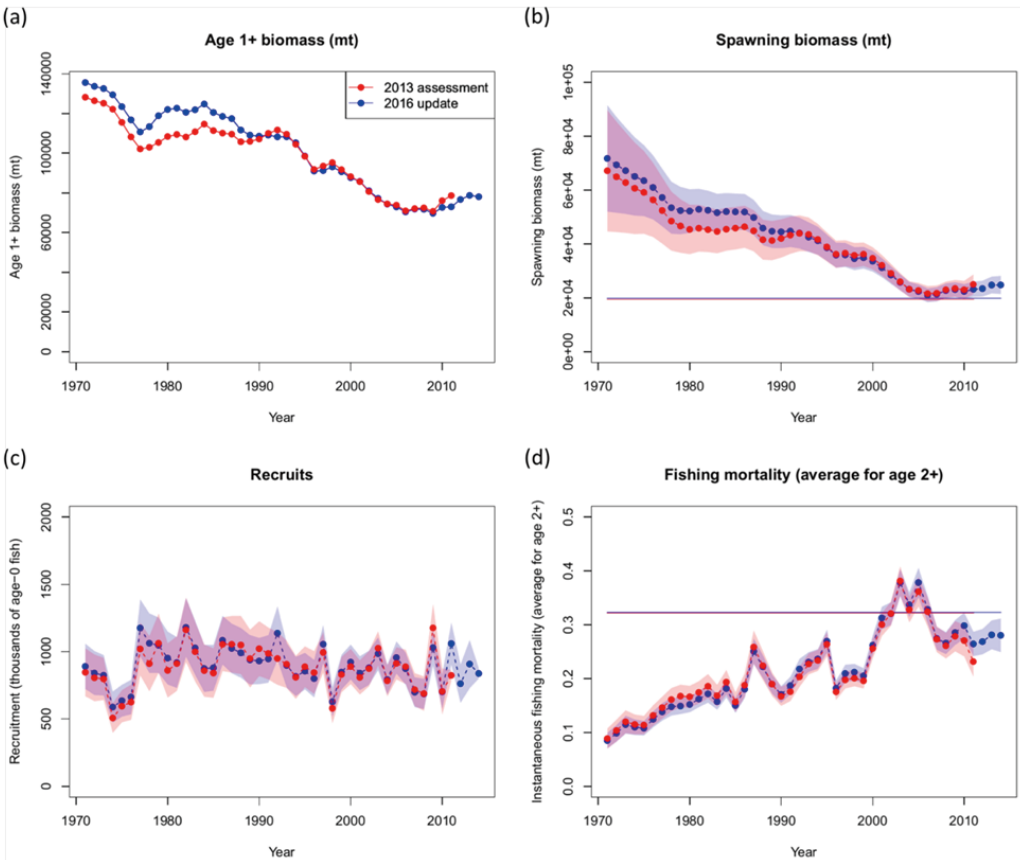 (a)
Age 1+ biomass (mt)
Age 1+ biomass (mt)
140000
100000
60000
20000
0
2013 assessment
2016 update
1970 1980 1990 2000 2010
Year
(b)
Spawning biomass (mt)
Spawning biomass (mt)
1e+05
8e+04
6e+04
4e+04
2e+04
0e+00
1970 1980 1990 2000 2010
Year
(c)
Recruits
Recruitment (thousands of age−0 fish)
2000
1500
1000
500
0
1970 1980 1990 2000 2010
Year
(d)
Fishing mortality (average for age 2+)
Instantaneous fishing mortality (average for age 2+)
0.5
0.4
0.3
0.2
0.1
0.0
1970 1980 1990 2000 2010
Year